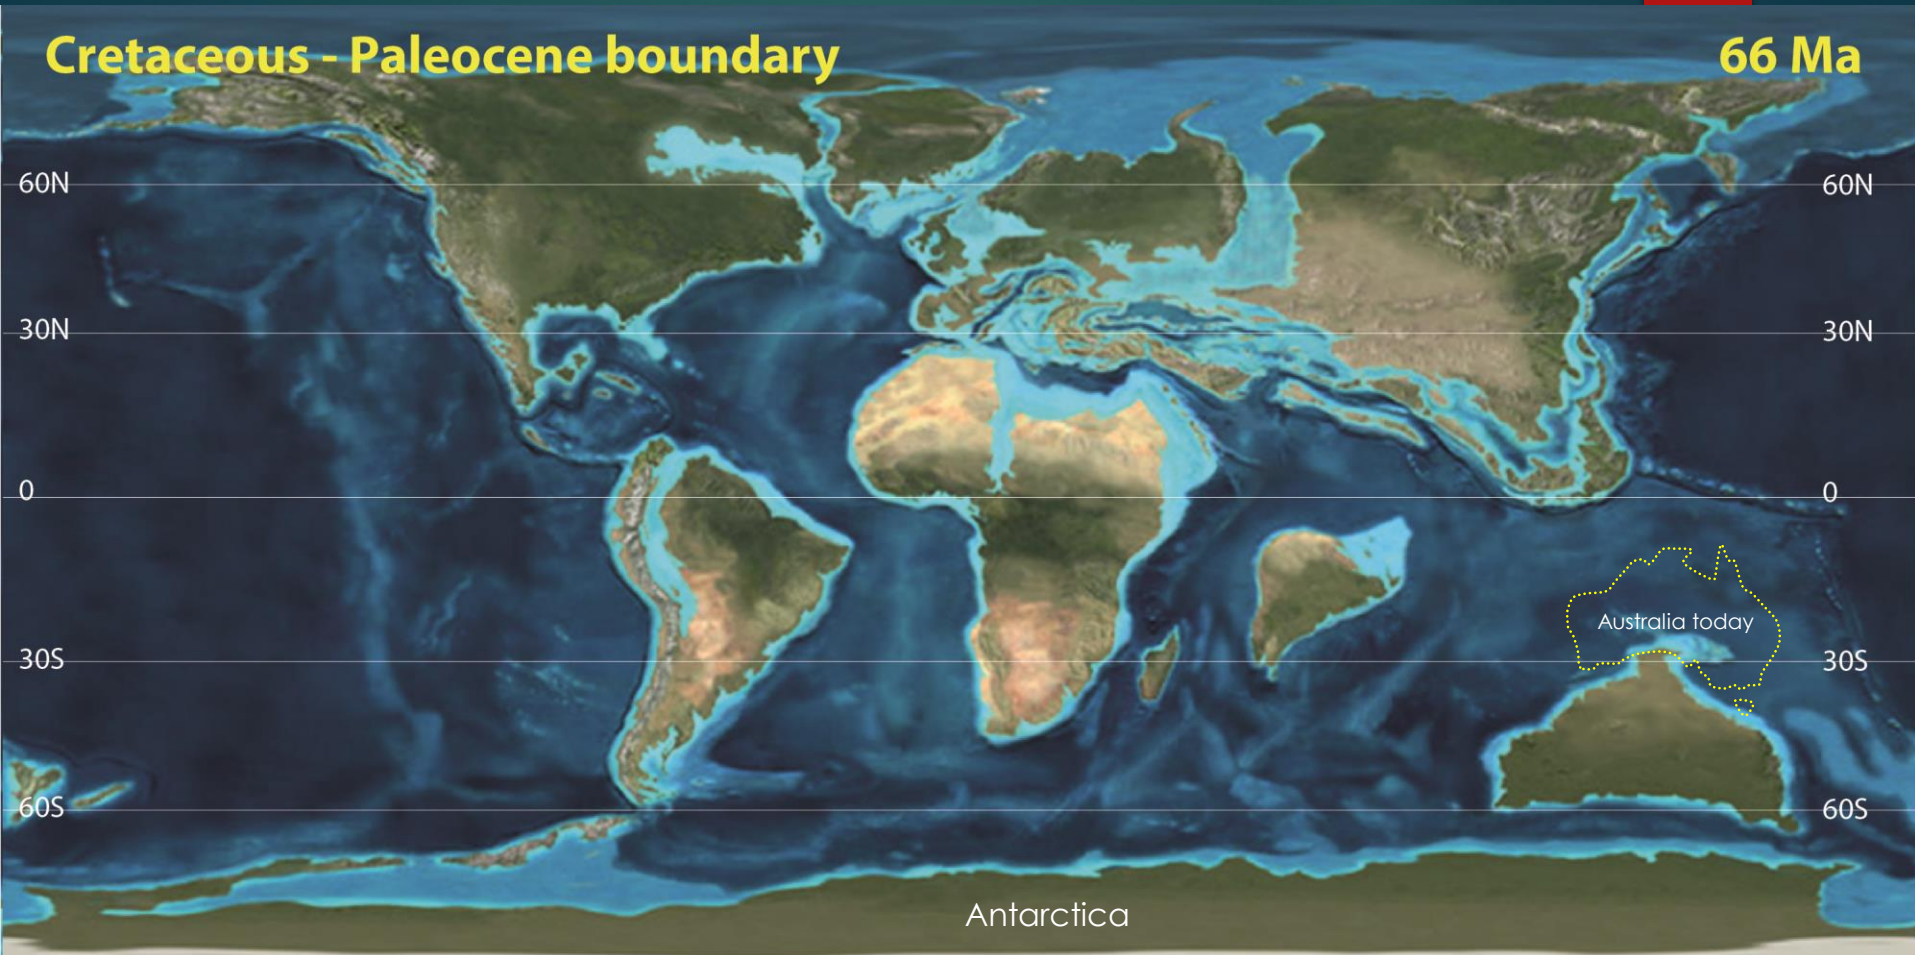 Cretaceous - Paleocene boundary
66 Ma
60N
60N
30N
30N
0
0
Australia today
30S
30S
60S
60S
Antarctica